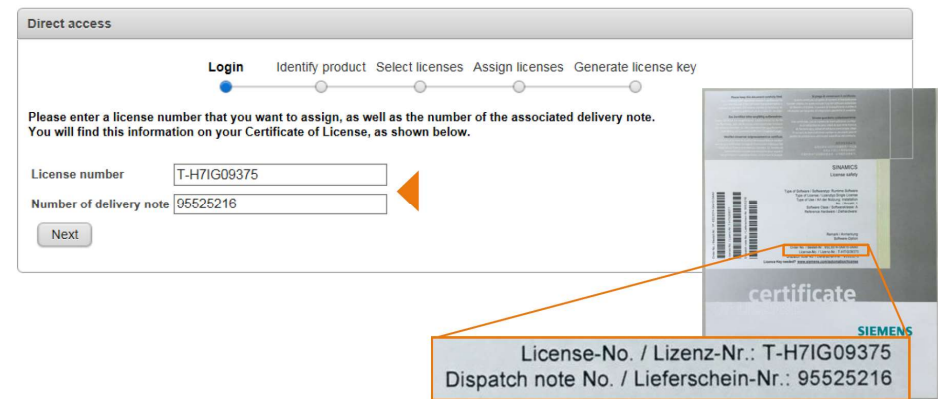 Direct access
Login Identify product Select licenses Assign licenses Generate license key
Please enter a license number that you want to assign, as well as the number of the associated delivery note.
You will find this information on your Certificate of License, as shown below.
License number T-H7IG09375
Number of delivery note 95525216
Next
SINAMICS
License safety
certificate
SIEMENS
License-No. / Lizenz-Nr.: T-H7IG09375
Dispatch note No. / Lieferschein-Nr.: 95525216